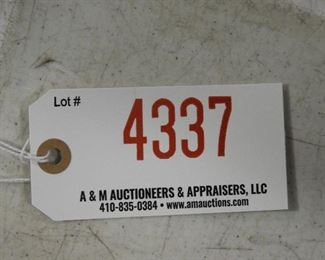 Lot #
4337
A & M AUCTIONEERS & APPRAISERS, LLC
410-835-0384 • www.amauctions.com